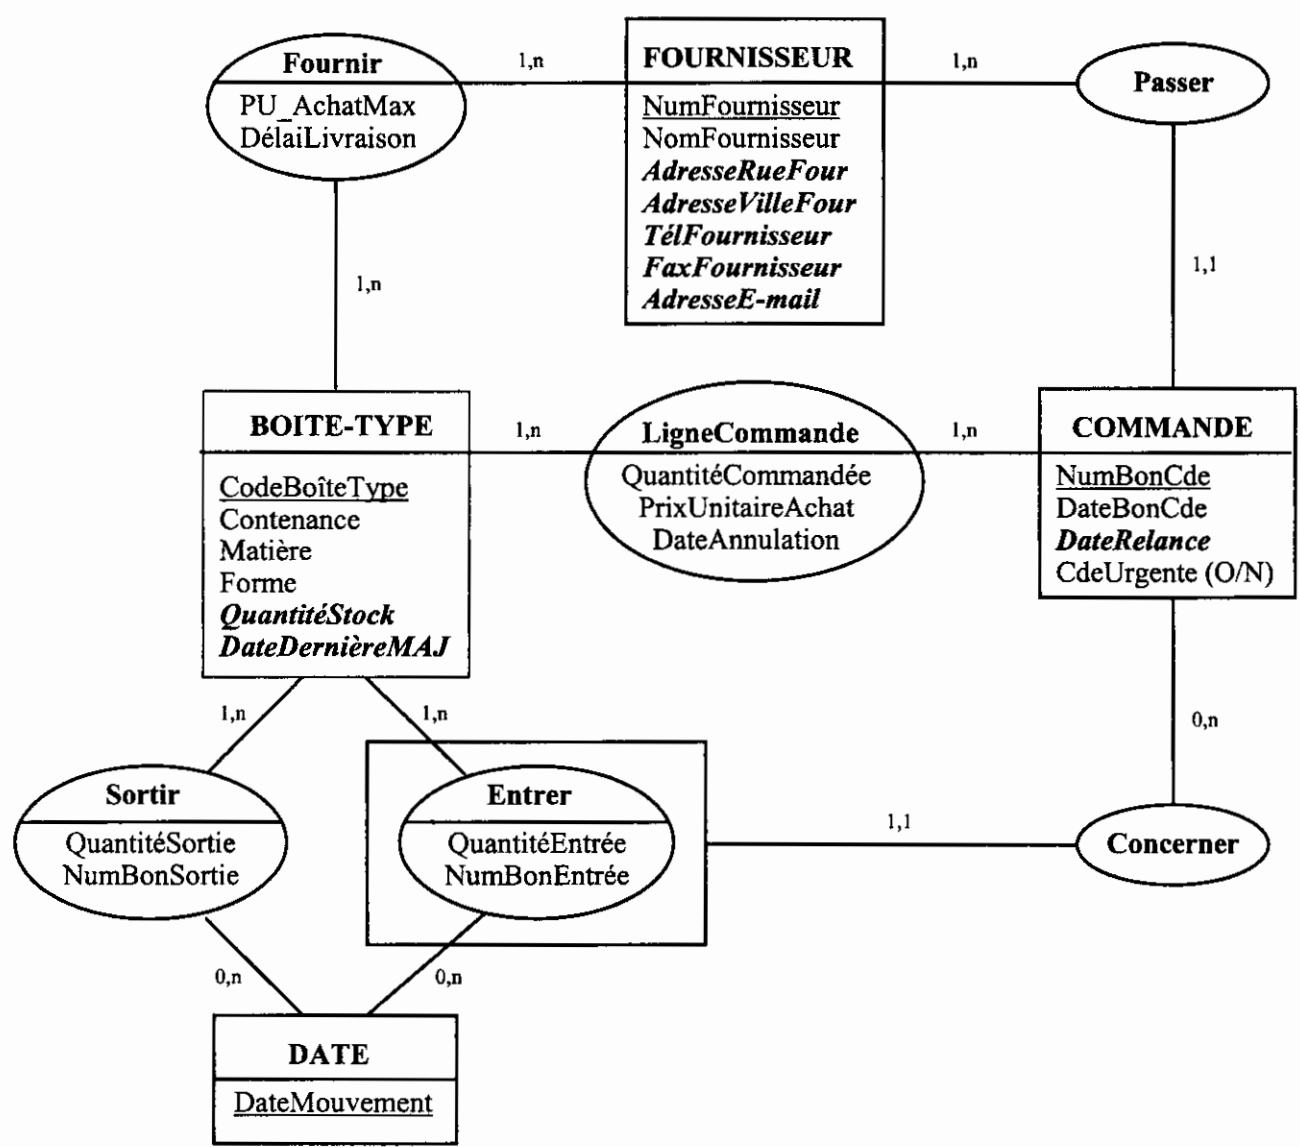 Fournir
PU_AchatMax
DélaiLivraison
1,n
FOURNISSEUR
NumFournisseur
NomFournisseur
AdresseRueFour
AdresseVilleFour
TélFournisseur
FaxFournisseur
AdresseE-mail
1,n
Passer
1,n
1,1
BOITE-TYPE
CodeBoîteType
Contenance
Matière
Forme
QuantitéStock
DateDernièreMAJ
1,n
LigneCommande
QuantitéCommandée
PrixUnitaireAchat
DateAnnulation
1,n
COMMANDE
NumBonCde
DateBonCde
DateRelance
CdeUrgente (O/N)
1,n
1,n
0,n
Sortir
QuantitéSortie
NumBonSortie
Entrer
QuantitéEntrée
NumBonEntrée
1,1
Concerner
0,n
0,n
DATE
DateMouvement